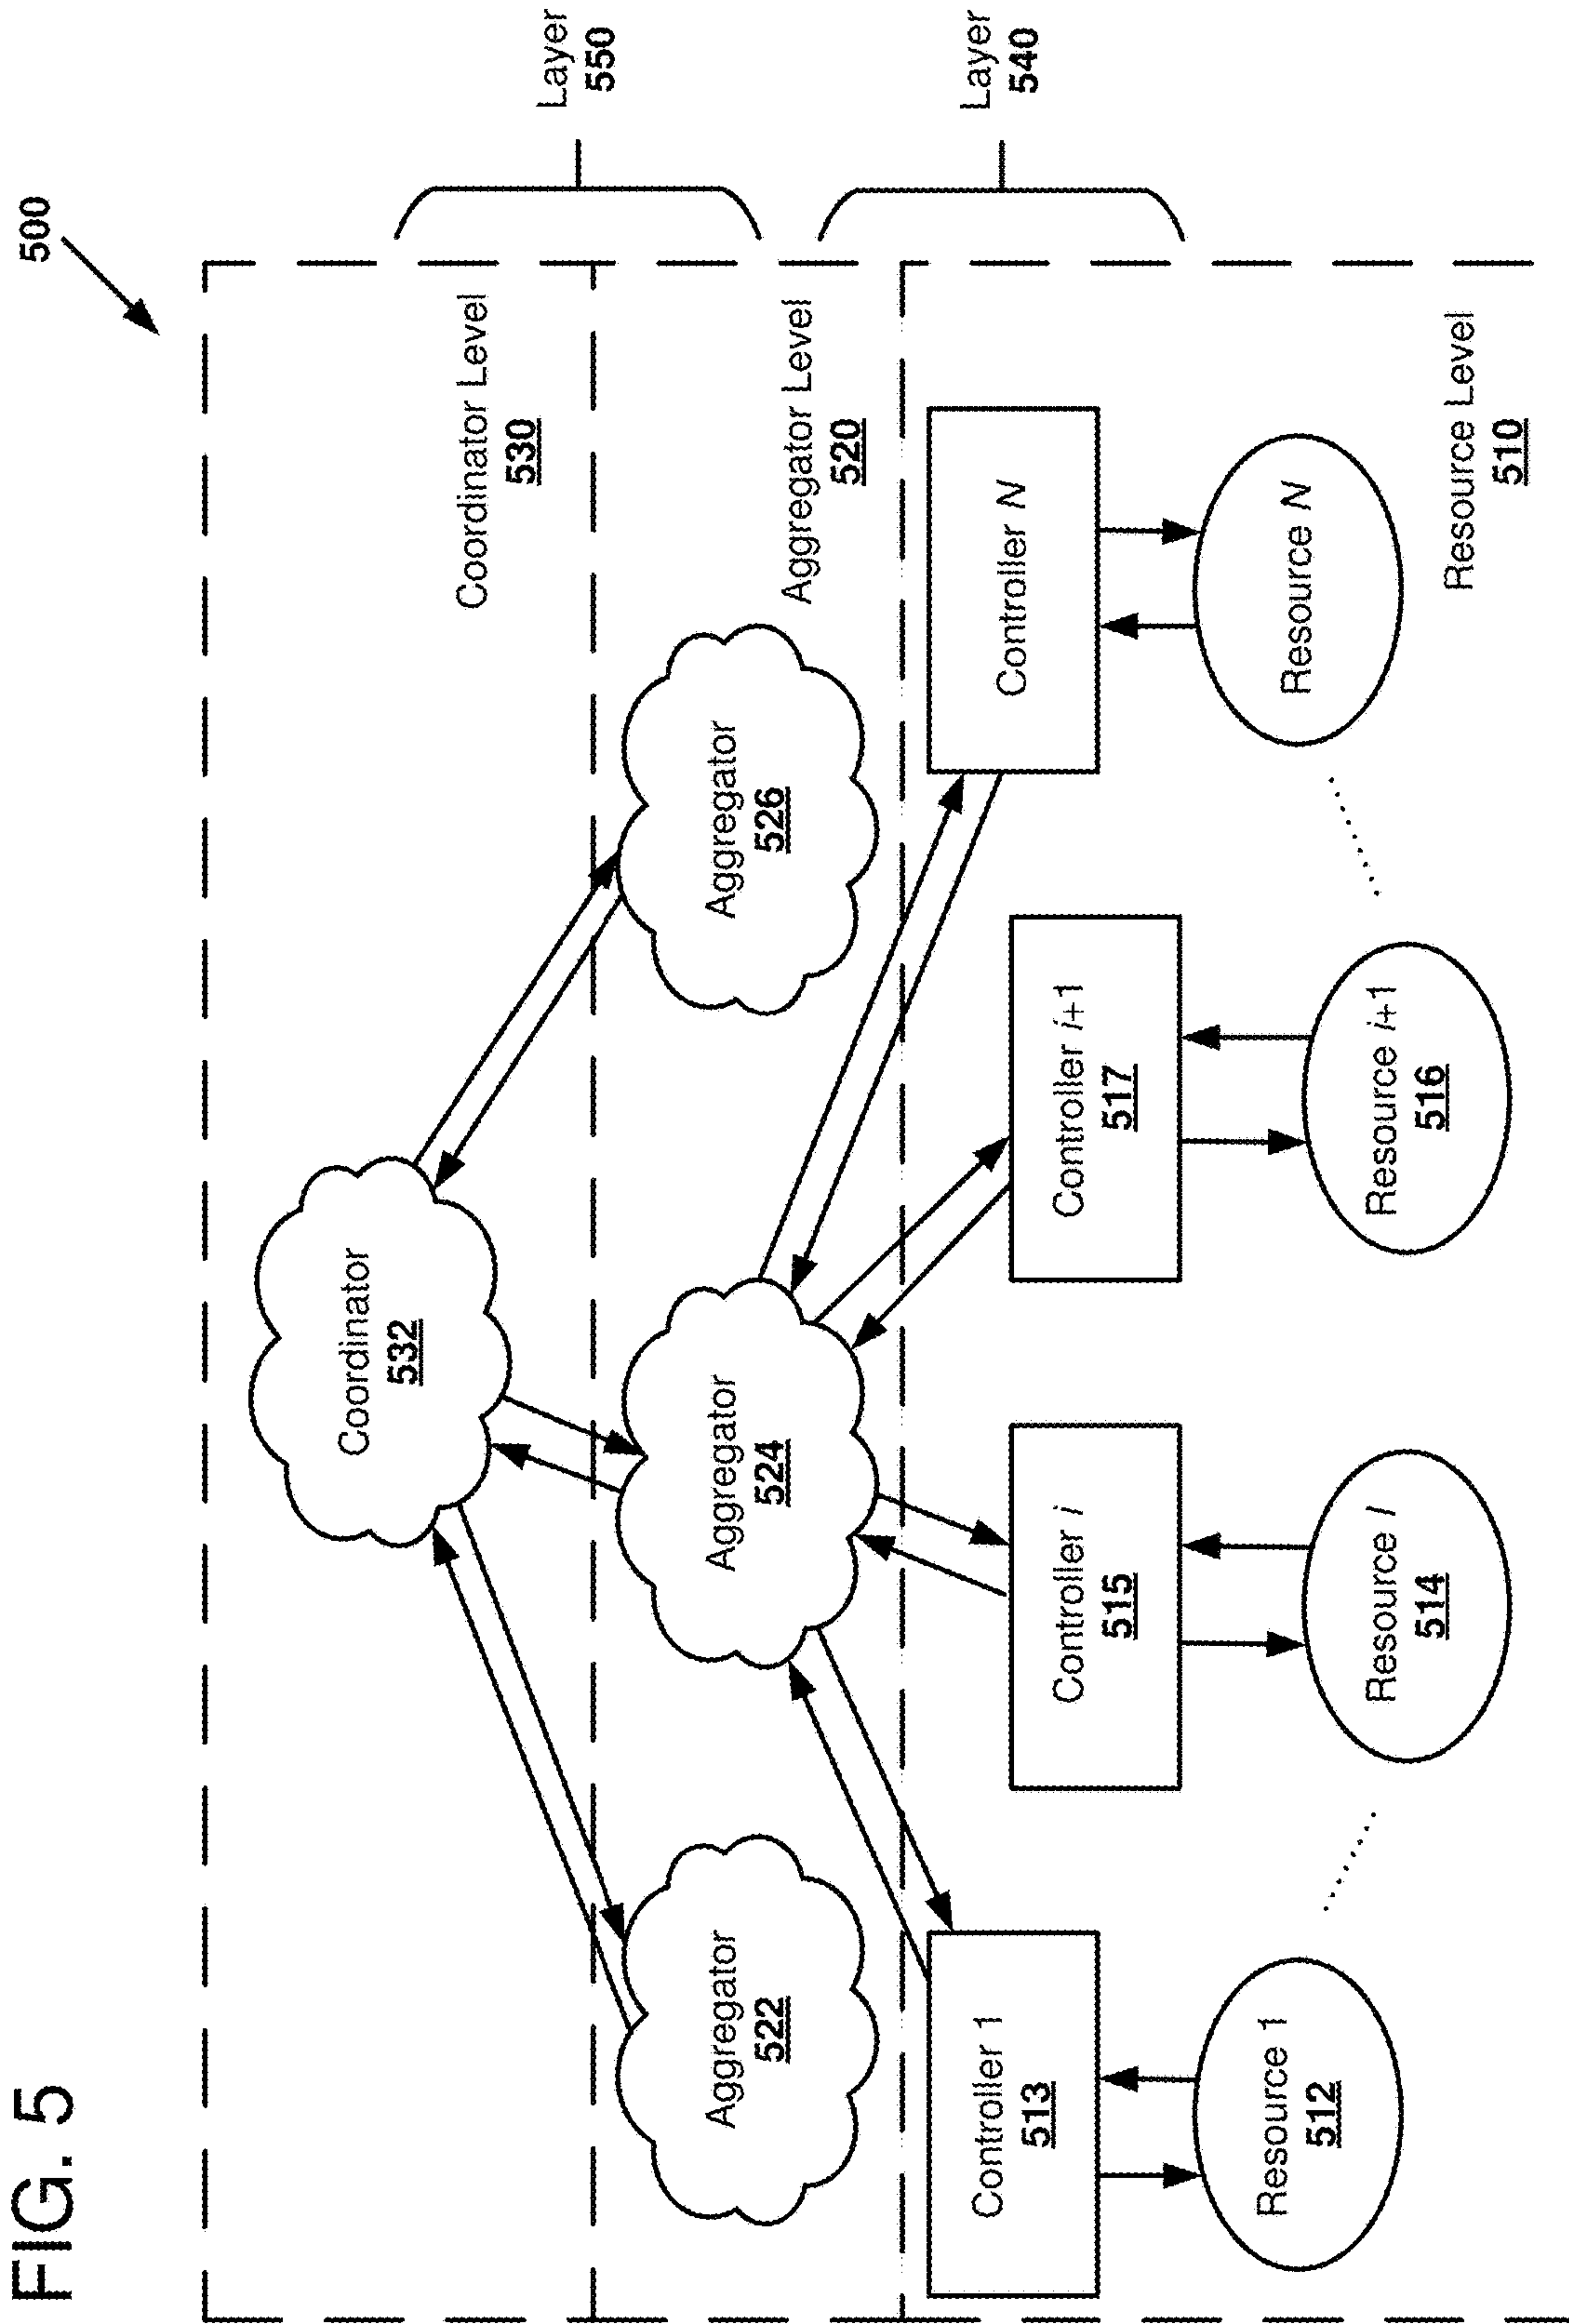 FIG. 5
500
Coordinator
532
Coordinator Level
530
Layer
550
Aggregator
522
Aggregator
524
Aggregator
526
Aggregator Level
520
Layer
540
Controller 1
513
Controller i
515
Controller i+1
517
Controller N
Resource 1
512
Resource I
514
Resource i+1
516
Resource N
Resource Level
510